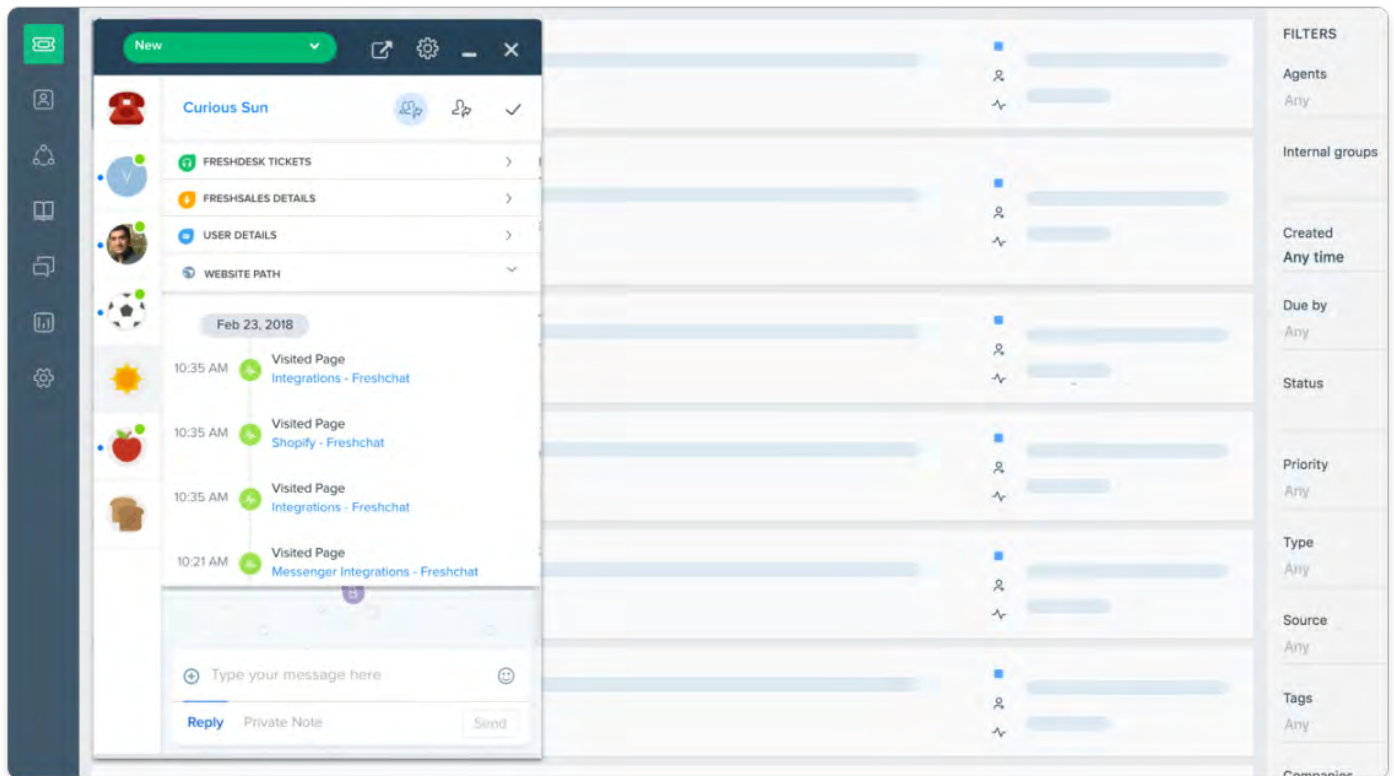 New
Curious Sun
FRESHDESK TICKETS
FRESHSALES DETAILS
USER DETAILS
WEBSITE PATH
Feb 23, 2018
10:35 AM
Visited Page
Integrations - Freshchat
10:35 AM
Visited Page
Shopify - Freshchat
10:35 AM
Visited Page
Integrations - Freshchat
10:21 AM
Visited Page
Messenger Integrations - Freshchat
B
Type your message here
Reply
Private Note
Send
V
FILTERS
Agents
Any
Internal groups
Created
Any time
Due by
Any
Status
Priority
Any
Type
Any
Source
Any
Tags
Any
Companies